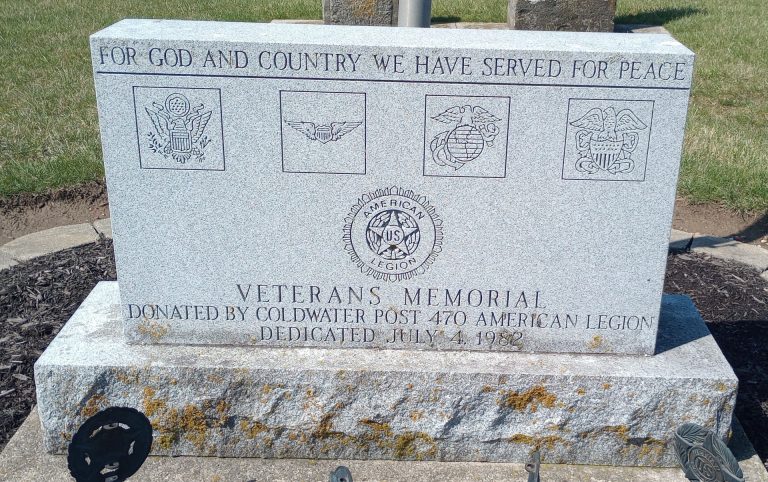 FOR GOD AND COUNTRY WE HAVE SERVED FOR PEACE
AMERICAN
US
LEGION
VETERANS MEMORIAL
DONATED BY COLDWATER POST 470 AMERICAN LEGION
DEDICATED JULY 4, 1982